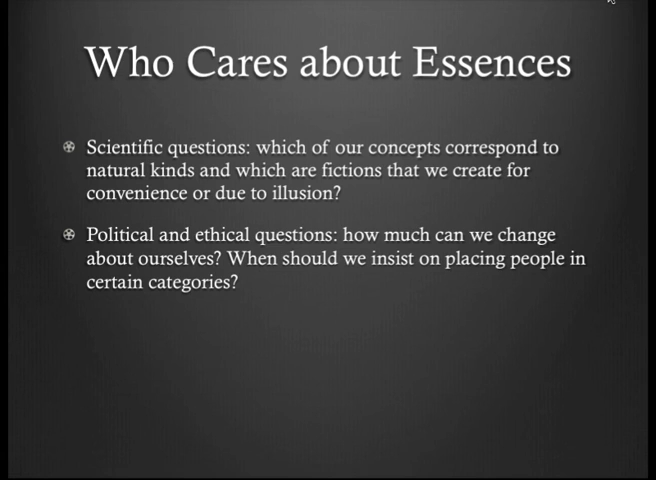 Who Cares about Essences
Scientific questions: which of our concepts correspond to
natural kinds and which are fictions that we create for
convenience or due to illusion?
Political and ethical questions: how much can we change
about ourselves? When should we insist on placing people in
certain categories?